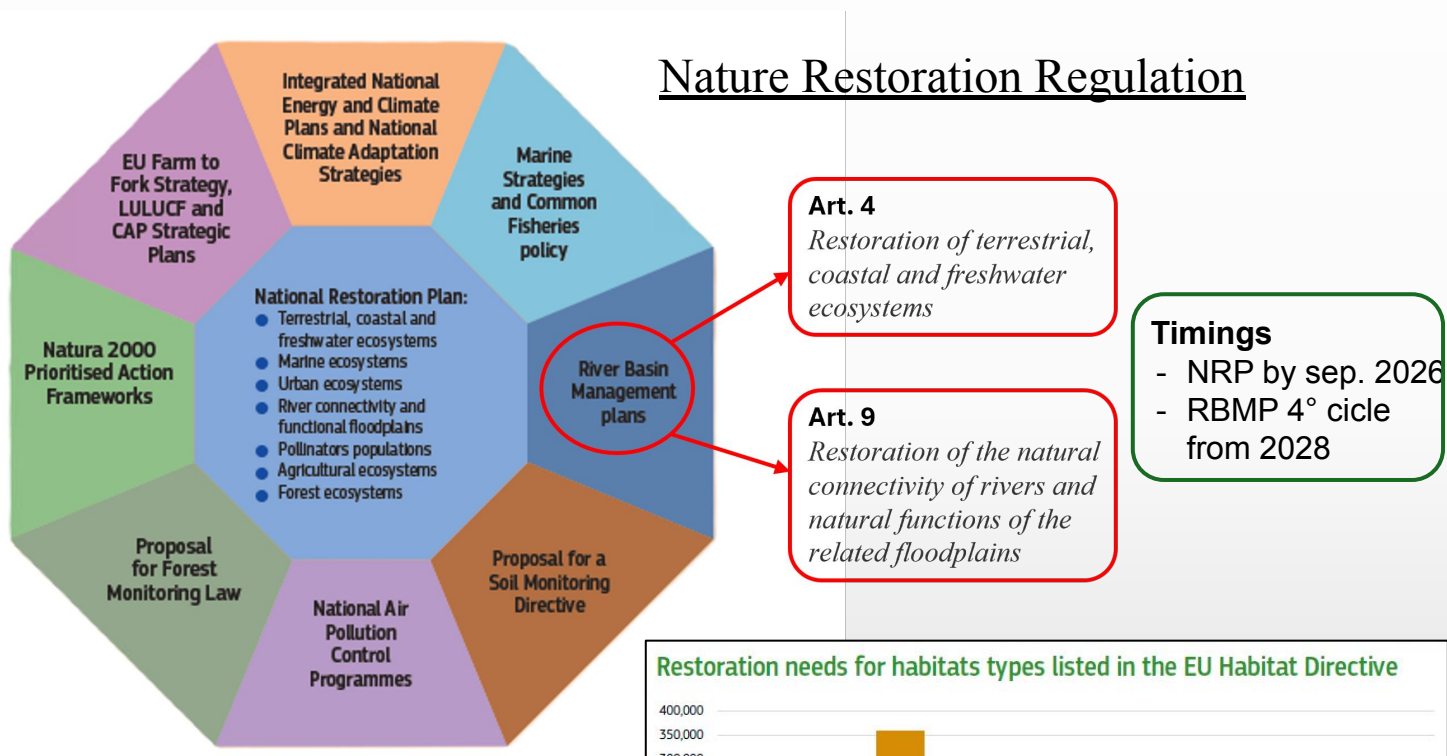 Nature Restoration Regulation
Integrated National
Energy and Climate
Plans and National
Climate Adaptation
Strategies
EU Farm to
Fork Strategy,
LULUCF and
CAP Strategic
Plans
Marine
Strategies
and Common
Fisheries
policy
Natura 2000
Prioritised Action
Frameworks
National Restoration Plan:
● Terrestrial, coastal and
freshwater ecosystems
● Marine ecosystems
● Urban ecosystems
● River connectivity and
functional floodplains
● Pollinators populations
● Agricultural ecosystems
● Forest ecosystems
River Basin
Management
plans
Proposal
for Forest
Monitoring Law
National Air
Pollution
Control
Programmes
Proposal for a
Soil Monitoring
Directive
Art. 4
Restoration of terrestrial,
coastal and freshwater
ecosystems
Art. 9
Restoration of the natural
connectivity of rivers and
natural functions of the
related floodplains
Timings
- NRP by sep. 2026
- RBMP 4° cicle
from 2028
Restoration needs for habitats types listed in the EU Habitat Directive
400,000
350,000